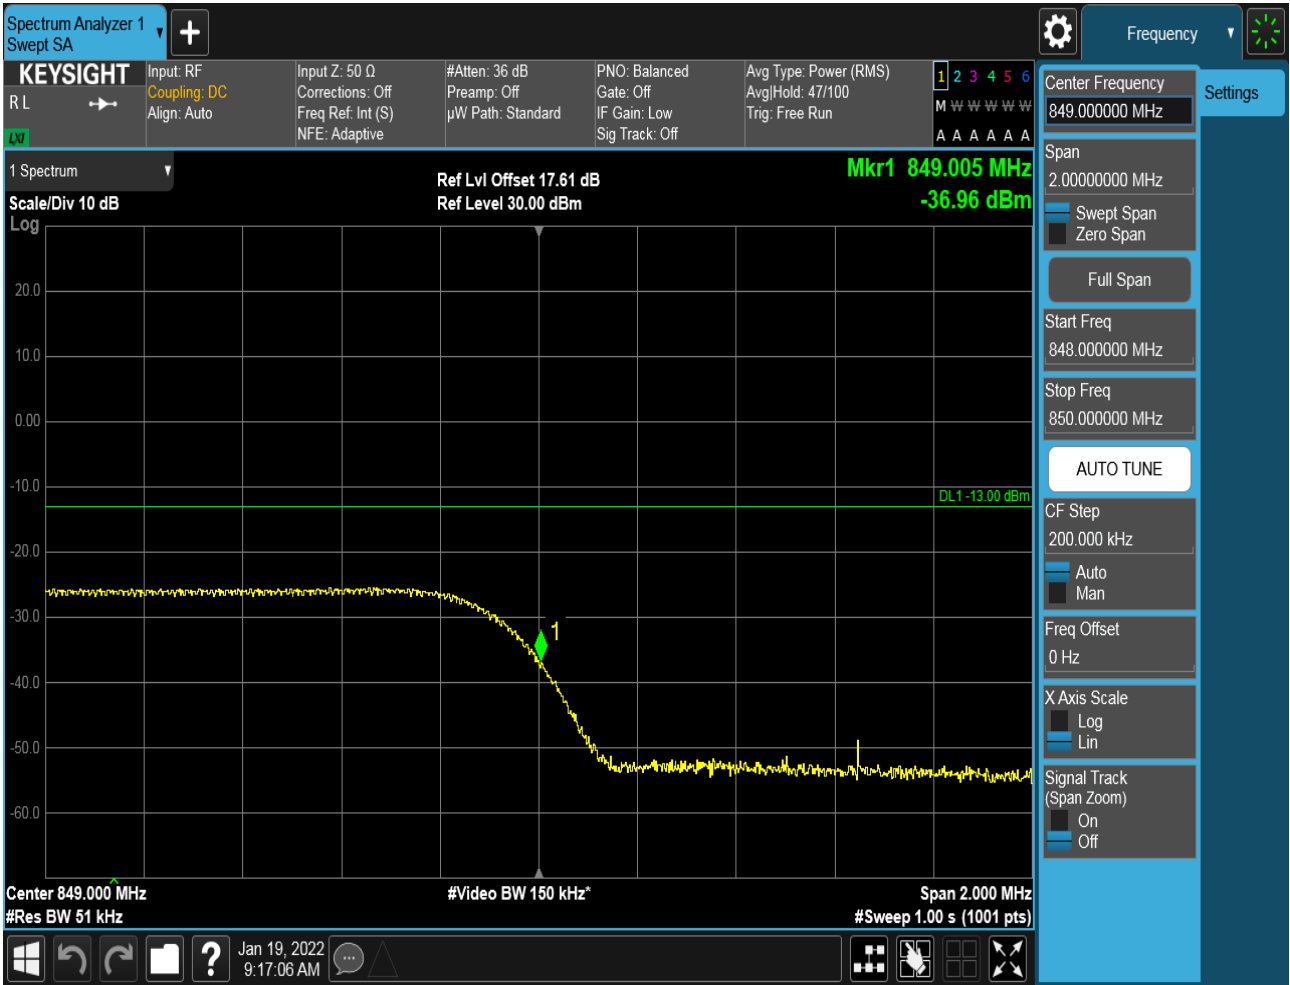 Spectrum Analyzer 1
Swept SA
+
Frequency
KEYSIGHT
R L
LXI
Input: RF
Coupling: DC
Align: Auto
Input Z: 50 Ω
Corrections: Off
Freq Ref: Int (S)
NFE: Adaptive
#Atten: 36 dB
Preamp: Off
µW Path: Standard
PNO: Balanced
Gate: Off
IF Gain: Low
Sig Track: Off
Avg Type: Power (RMS)
Avg|Hold: 47/100
Trig: Free Run
1 2 3 4 5 6
M W W W W W
A A A A A A
1 Spectrum
Scale/Div 10 dB
Log
Ref Lvl Offset 17.61 dB
Ref Level 30.00 dBm
Mkr1 849.005 MHz
-36.96 dBm
20.0
10.0
0.00
-10.0
-20.0
-30.0
-40.0
-50.0
-60.0
DL1 -13.00 dBm
1
Center 849.000 MHz
#Res BW 51 kHz
#Video BW 150 kHz*
Span 2.000 MHz
#Sweep 1.00 s (1001 pts)
?
Jan 19, 2022
9:17:06 AM
Center Frequency
849.000000 MHz
Span
2.00000000 MHz
Swept Span
Zero Span
Full Span
Start Freq
848.000000 MHz
Stop Freq
850.000000 MHz
AUTO TUNE
CF Step
200.000 kHz
Auto
Man
Freq Offset
0 Hz
X Axis Scale
Log
Lin
Signal Track
(Span Zoom)
On
Off
Settings